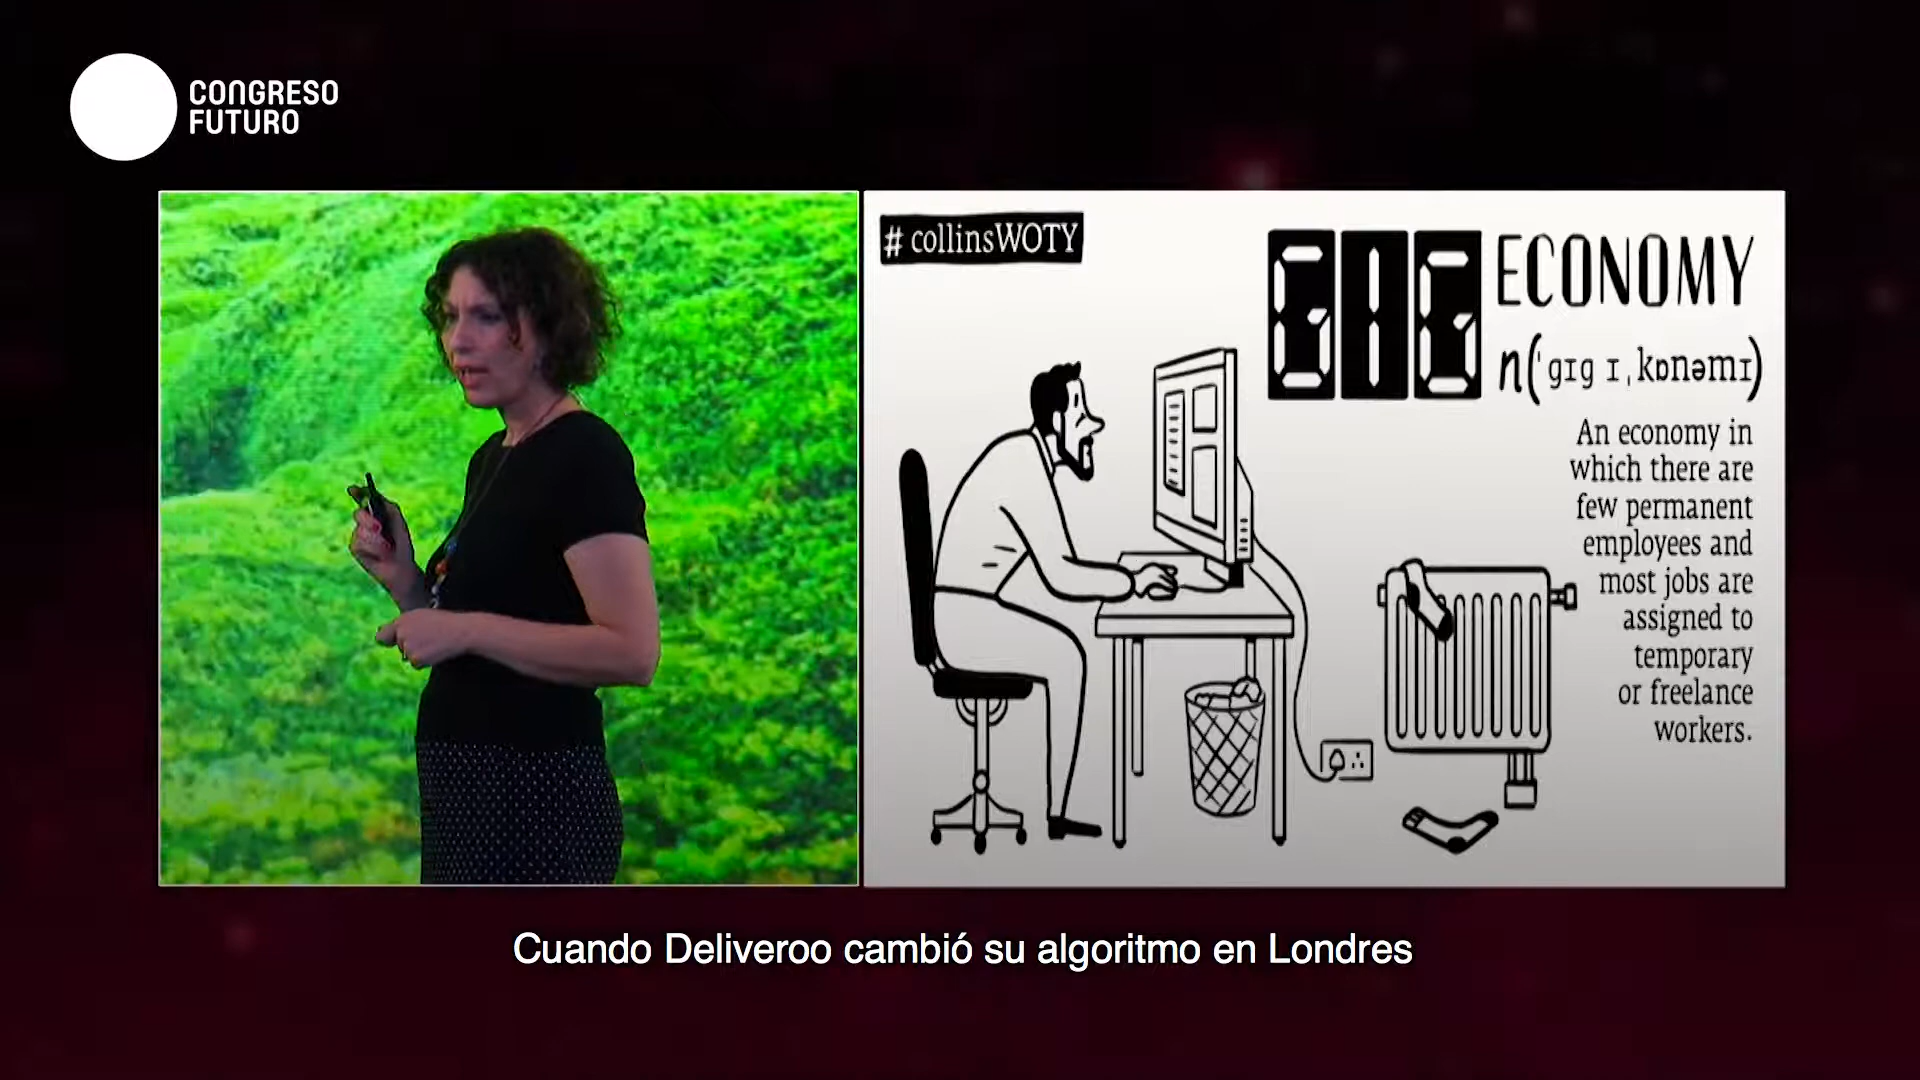 CONGRESO
FUTURO
# collinsWOTY
GIG ECONOMY
n(ˈgɪg ɪˌkɒnəmɪ)
An economy in
which there are
few permanent
employees and
most jobs are
assigned to
temporary
or freelance
workers.
Cuando Deliveroo cambió su algoritmo en Londres